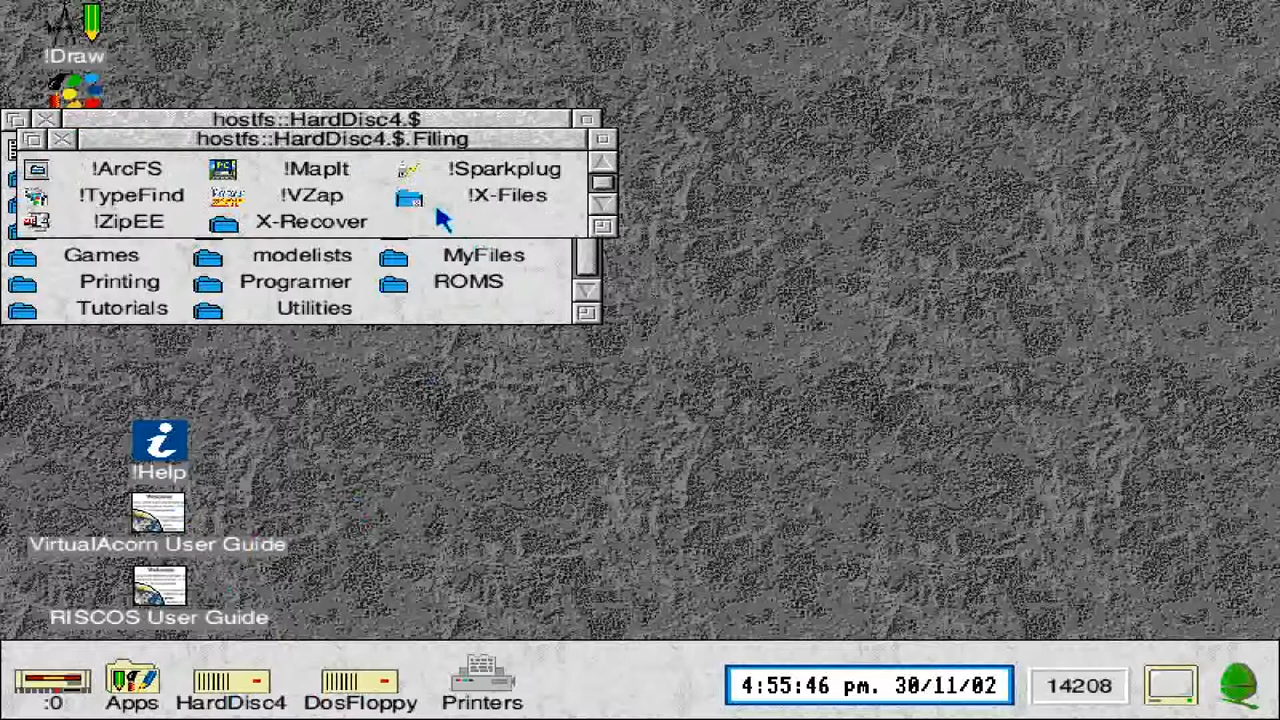 !Draw
hostfs::HardDisc4.$
hostfs::HardDisc4.$.Filing
!ArcFS !MapIt !Sparkplug
!TypeFind !VZap !X-Files
!ZipEE X-Recover
Games modelists MyFiles
Printing Programer ROMS
Tutorials Utilities
!Help
VirtualAcorn User Guide
RISCOS User Guide
4:55:46 pm. 30/11/02 14208
:0 Apps HardDisc4 DosFloppy Printers